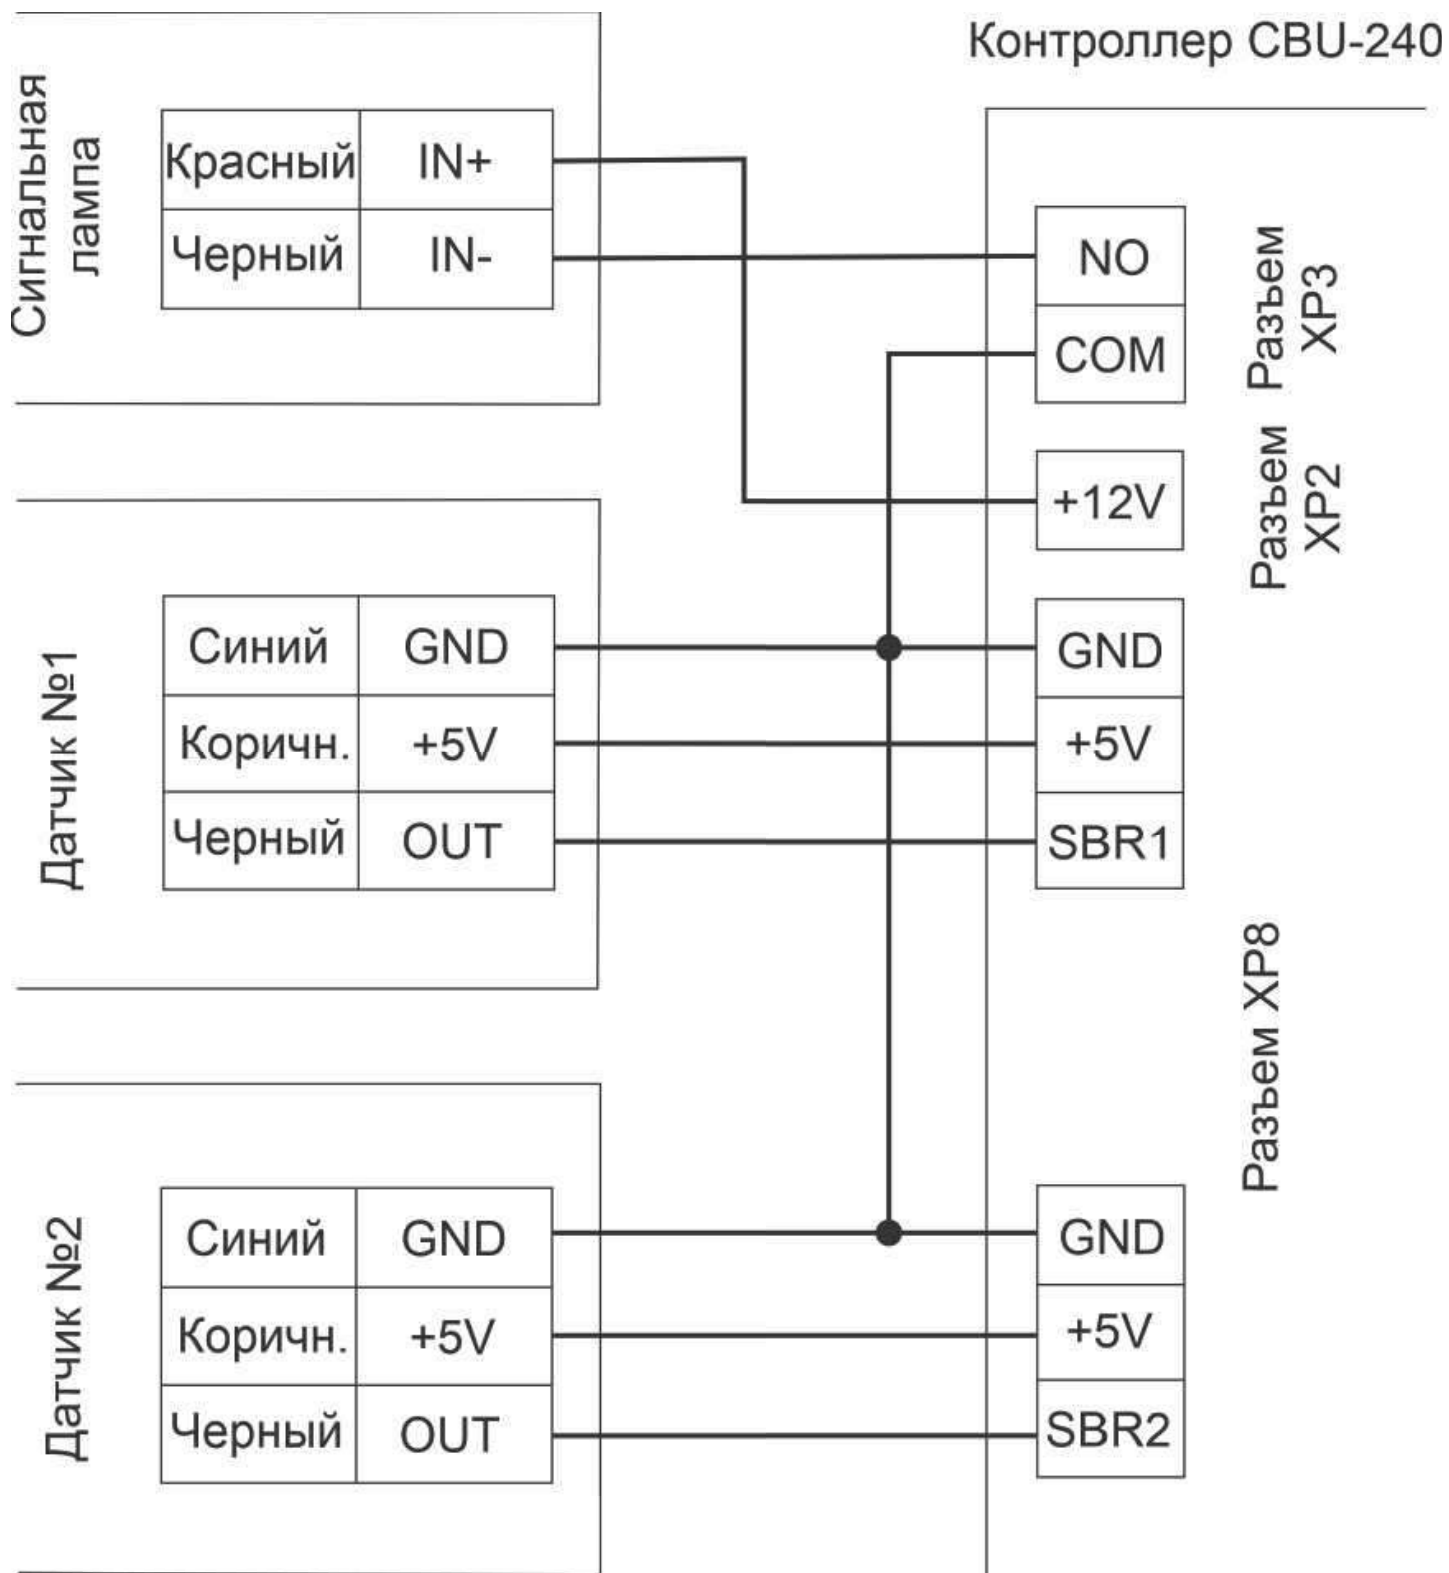 Контроллер CBU-240
Сигнальная
лампа
Красный IN+
Черный IN-
NO
COM
Разъем
XP3
+12V
Разъем
XP2
Датчик №1
Синий GND
Коричн. +5V
Черный OUT
GND
+5V
SBR1
Разъем XP8
Датчик №2
Синий GND
Коричн. +5V
Черный OUT
GND
+5V
SBR2